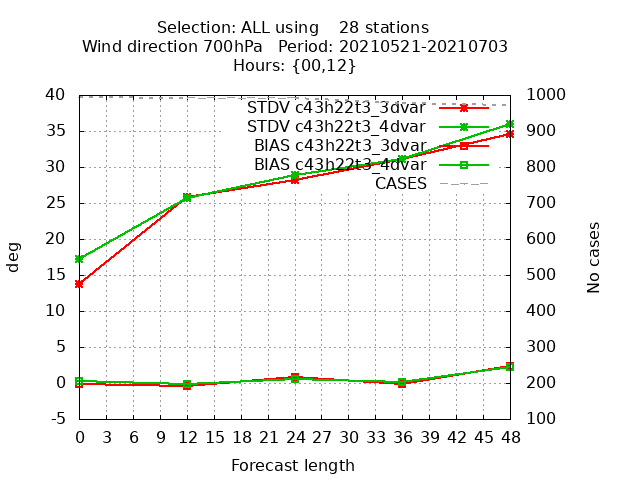 Selection: ALL using    28 stations
Wind direction 700hPa   Period: 20210521-20210703
Hours: {00,12}
40 1000
STDV c43h22t3_3dvar
35 STDV c43h22t3_4dvar 900
BIAS c43h22t3_3dvar
30 BIAS c43h22t3_4dvar 800
CASES
25 700
20 600
15 500
10 400
5 300
0 200
-5 100
deg
No cases
0 3 6 9 12 15 18 21 24 27 30 33 36 39 42 45 48
Forecast length